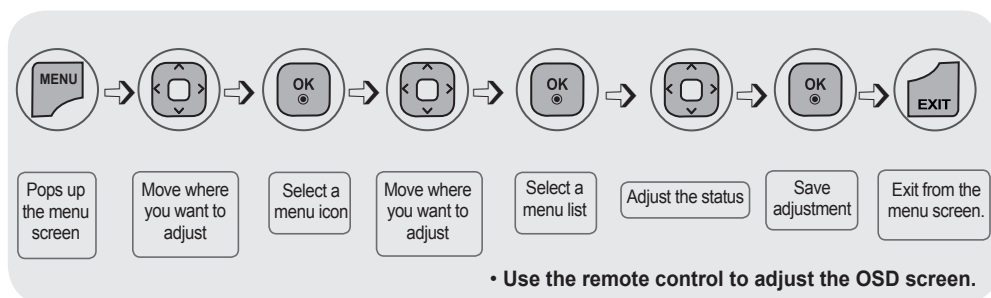 MENU
OK
OK
OK
EXIT
Pops up
the menu
screen
Move where
you want to
adjust
Select a
menu icon
Move where
you want to
adjust
Select a
menu list
Adjust the status
Save
adjustment
Exit from the
menu screen.
• Use the remote control to adjust the OSD screen.